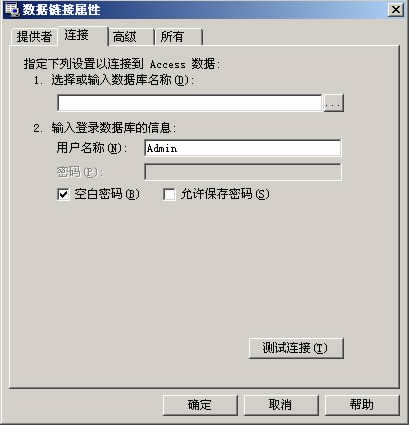 数据链接属性
提供者 连接 高级 所有
指定下列设置以连接到 Access 数据:
1. 选择或输入数据库名称(D):
...
2. 输入登录数据库的信息:
用户名称(N): Admin
密码(P):
空白密码(B) 允许保存密码(S)
测试连接(T)
确定 取消 帮助